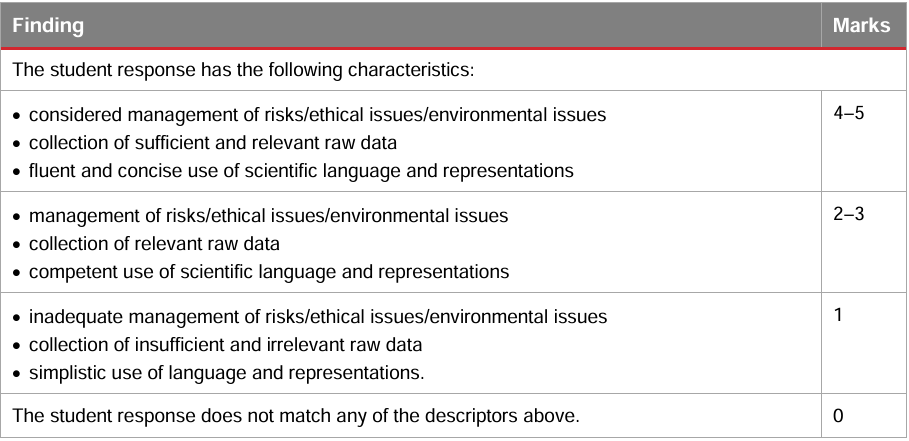 Finding Marks
The student response has the following characteristics:
• considered management of risks/ethical issues/environmental issues 4–5
• collection of sufficient and relevant raw data
• fluent and concise use of scientific language and representations
• management of risks/ethical issues/environmental issues 2–3
• collection of relevant raw data
• competent use of scientific language and representations
• inadequate management of risks/ethical issues/environmental issues 1
• collection of insufficient and irrelevant raw data
• simplistic use of language and representations.
The student response does not match any of the descriptors above. 0